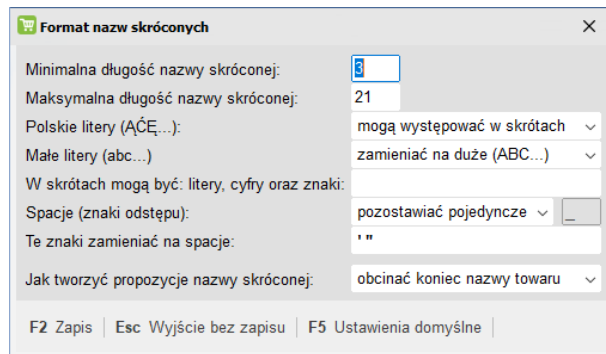 Format nazw skróconych
Minimalna długość nazwy skróconej: 3
Maksymalna długość nazwy skróconej: 21
Polskie litery (ĄĆĘ...): mogą występować w skrótach
Małe litery (abc...) zamieniać na duże (ABC...)
W skrótach mogą być: litery, cyfry oraz znaki:
Spacje (znaki odstępu): pozostawiać pojedyncze _
Te znaki zamieniać na spacje: ' "
Jak tworzyć propozycje nazwy skróconej: obcinać koniec nazwy towaru
F2 Zapis | Esc Wyjście bez zapisu | F5 Ustawienia domyślne |